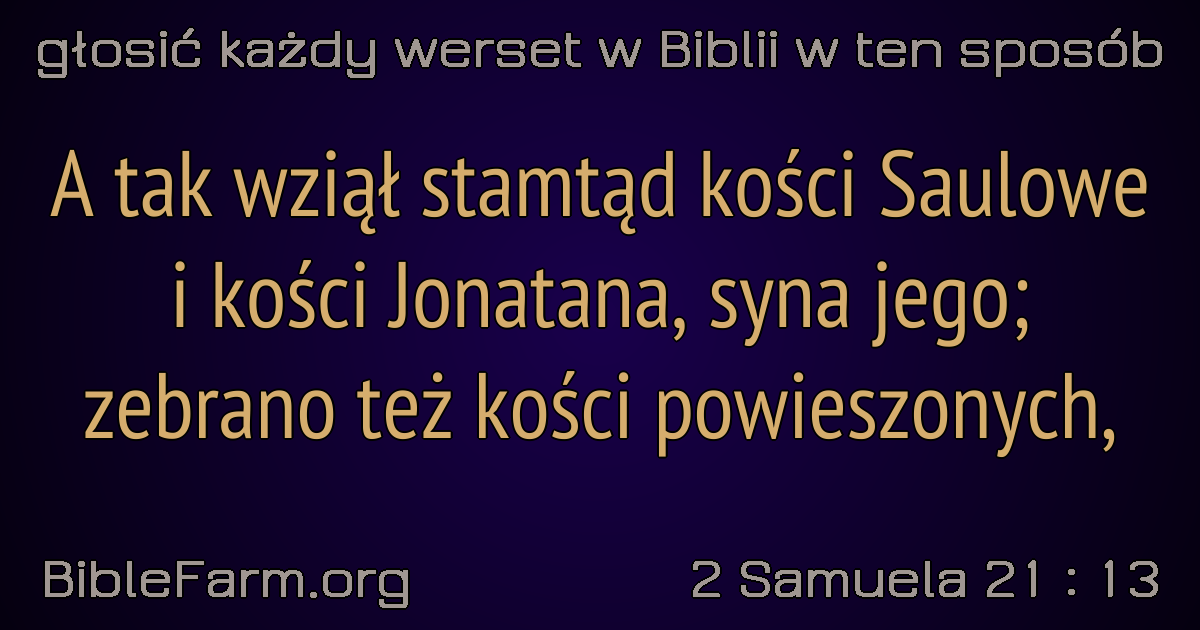 głosić każdy werset w Biblii w ten sposób
A tak wziął stamtąd kości Saulowe
i kości Jonatana, syna jego;
zebrano też kości powieszonych,
BibleFarm.org
2 Samuela 21 : 13